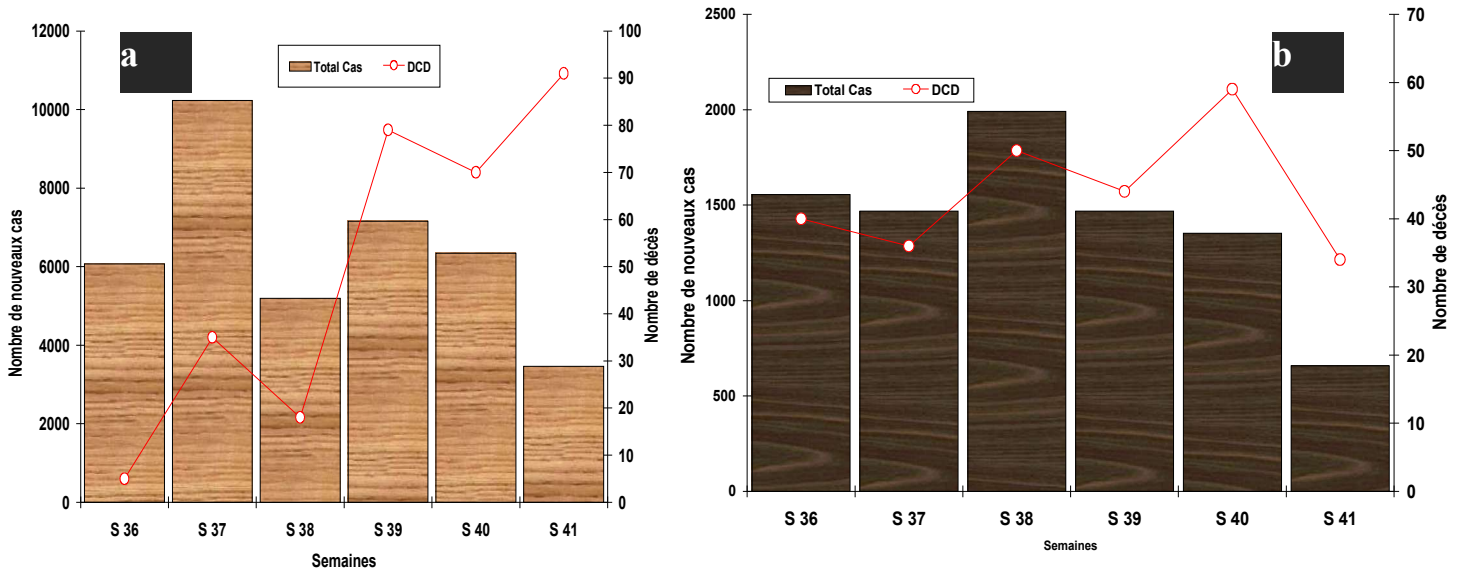 a
Total Cas
DCD
Nombre de nouveaux cas
12000
10000
8000
6000
4000
2000
0
100
90
80
70
60
50
40
30
20
10
0
Nombre de décès
S 36
S 37
S 38
S 39
S 40
S 41
Semaines
b
Total Cas
DCD
Nombre de nouveaux cas
2500
2000
1500
1000
500
0
70
60
50
40
30
20
10
0
Nombre de décès
S 36
S 37
S 38
S 39
S 40
S 41
Semaines